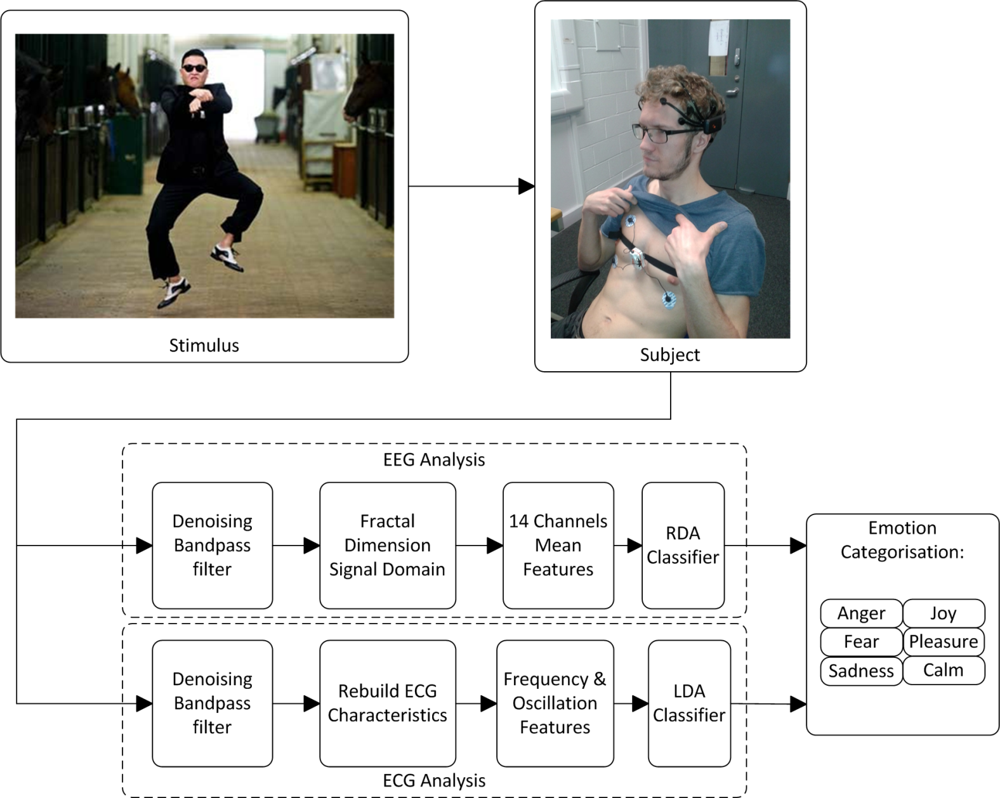 Stimulus
Subject
EEG Analysis
Denoising
Bandpass
filter
Fractal
Dimension
Signal Domain
14 Channels
Mean
Features
RDA
Classifier
Emotion
Categorisation:
Anger
Joy
Fear
Pleasure
Sadness
Calm
Denoising
Bandpass
filter
Rebuild ECG
Characteristics
Frequency &
Oscillation
Features
LDA
Classifier
ECG Analysis